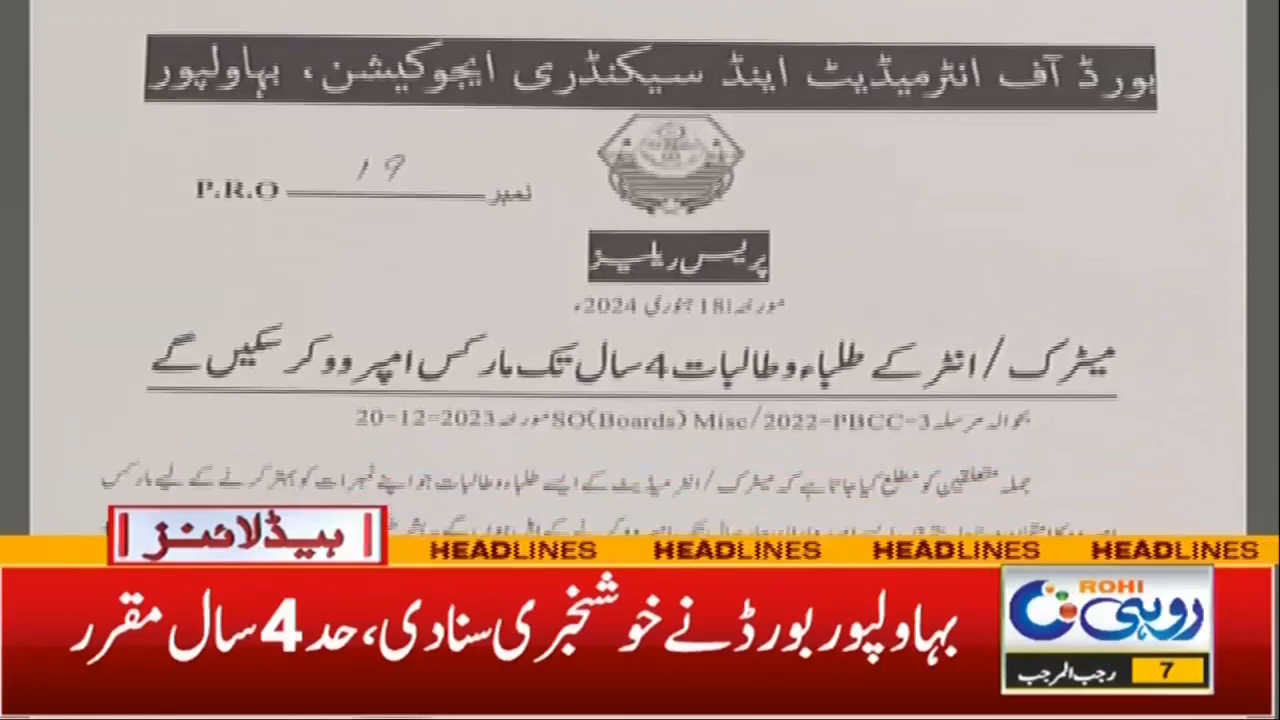 بورڈ آف انٹرمیڈیٹ اینڈ سیکنڈری ایجوکیشن، بہاولپور
P.R.O 19 نمبر
پریس ریلیز
مورخہ 18 جنوری 2024ء
میٹرک/انٹر کے طلباء و طالبات 4 سال تک مارکس امپروو کر سکیں گے
بحوالہ مرسلہ SO(Boards) Misc/2022-PBCC-3 مورخہ 20-12-2023
جملہ متعلقین کو مطلع کیا جاتا ہے کہ میٹرک/انٹرمیڈیٹ کے ایسے طلباء و طالبات جو اپنے نمبرات کو بہتر کرنے کے لیے مارکس
ہیڈلائنز
HEADLINES HEADLINES HEADLINES HEADLINES
بہاولپور بورڈ نے خوشخبری سنا دی، حد 4 سال مقرر
ROHI
روہی
7 رجب المرجب